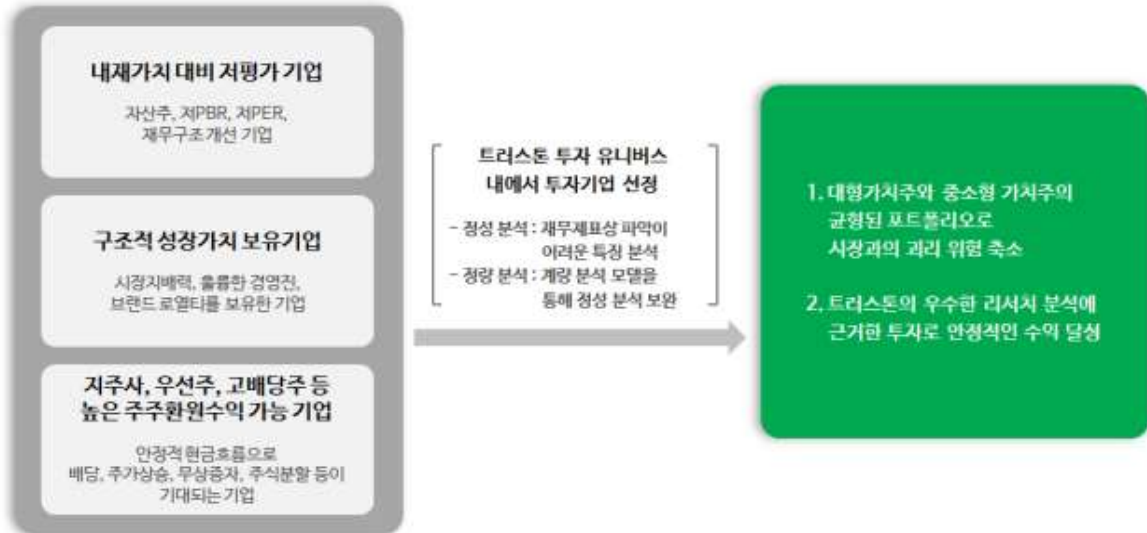 내재가치 대비 저평가 기업
자산주, 저PBR, 저PER,
재무구조 개선 기업
구조적 성장가치 보유기업
시장지배력, 훌륭한 경영진,
브랜드 로열티를 보유한 기업
지주사, 우선주, 고배당주 등
높은 주주환원수익 가능 기업
안정적 현금흐름으로
배당, 주가상승, 무상증자, 주식분할 등이
기대되는 기업
트러스톤 투자 유니버스
내에서 투자기업 선정
- 정성 분석 : 재무제표상 파악이
어려운 특징 분석
- 정량 분석 : 계량 분석 모델을
통해 정성 분석 보완
1. 대형가치주와 중소형 가치주의
균형된 포트폴리오로
시장과의 괴리 위험 축소
2. 트러스톤의 우수한 리서치 분석에
근거한 투자로 안정적인 수익 달성